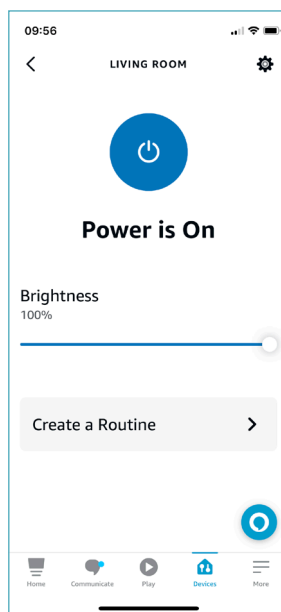 09:56
LIVING ROOM
Power is On
Brightness
100%
Create a Routine
Home Communicate Play Devices More